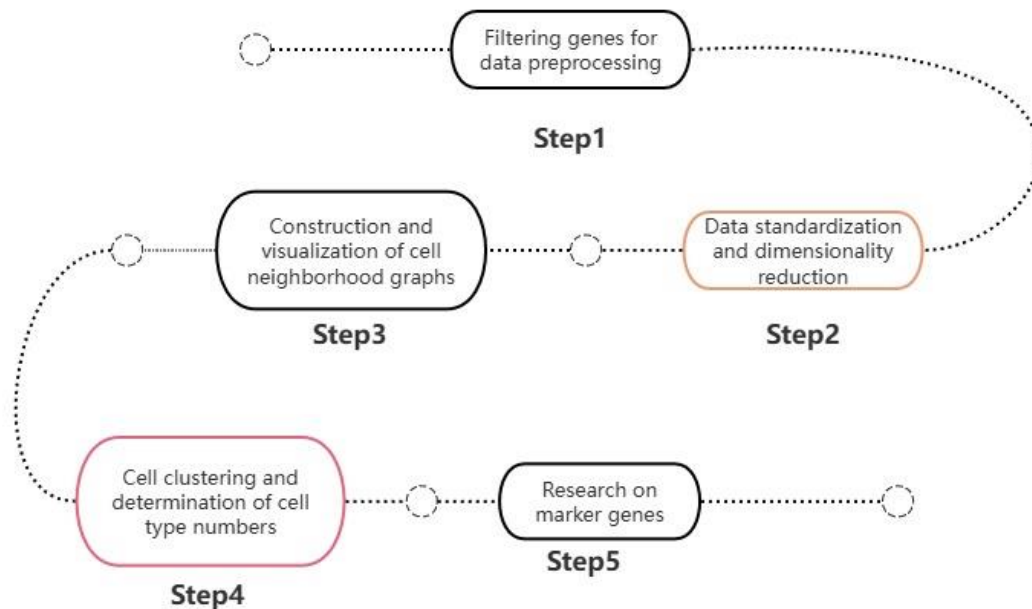 Filtering genes for
data preprocessing
Step1
Data standardization
and dimensionality
reduction
Step2
Construction and
visualization of cell
neighborhood graphs
Step3
Cell clustering and
determination of cell
type numbers
Step4
Research on
marker genes
Step5